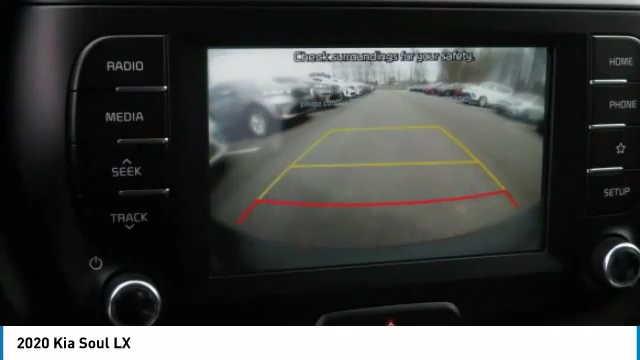 Check surroundings for your safety.
RADIO
MEDIA
SEEK
TRACK
HOME
PHONE
SETUP
2020 Kia Soul LX